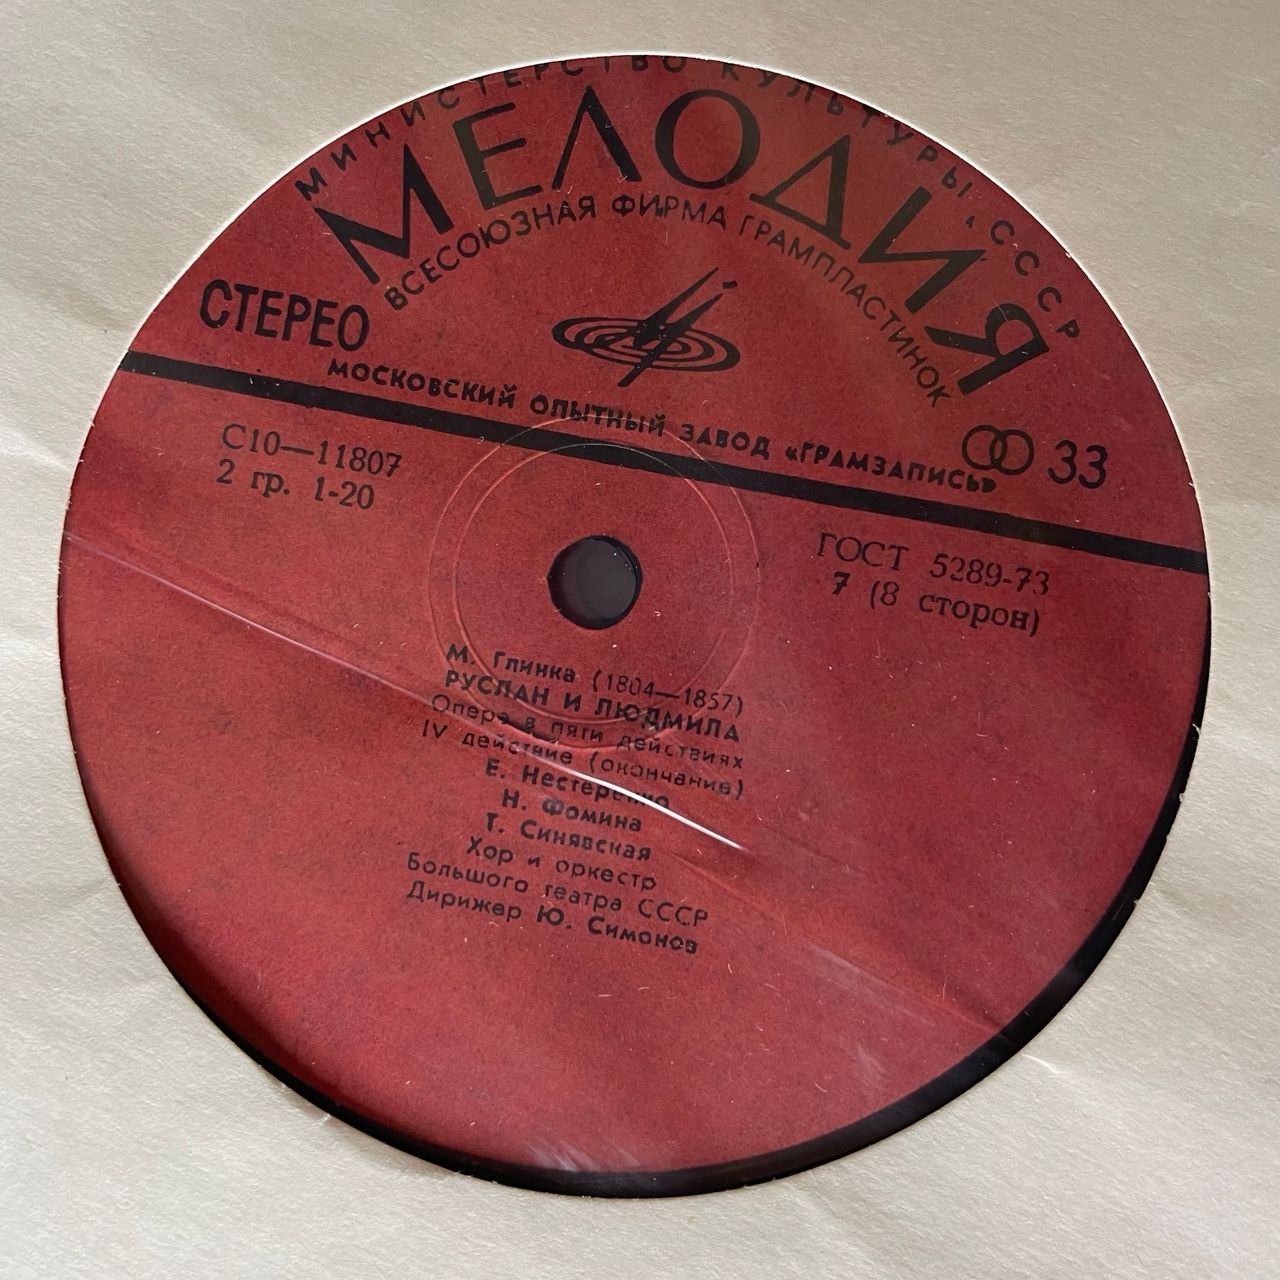 МИНИСТЕРСТВО КУЛЬТУРЫ СССР
МЕЛОДИЯ
ВСЕСОЮЗНАЯ ФИРМА ГРАМПЛАСТИНОК
СТЕРЕО
МОСКОВСКИЙ ОПЫТНЫЙ ЗАВОД «ГРАМЗАПИСЬ»
33
С10—11807
2 гр. 1-20
ГОСТ 5289-73
7 (8 сторон)
М. Глинка (1804—1857)
РУСЛАН И ЛЮДМИЛА
Опера в пяти действиях
IV действие (окончание)
Е. Нестеренко
Н. Фомина
Т. Синявская
Хор и оркестр
Большого театра СССР
Дирижер Ю. Симонов